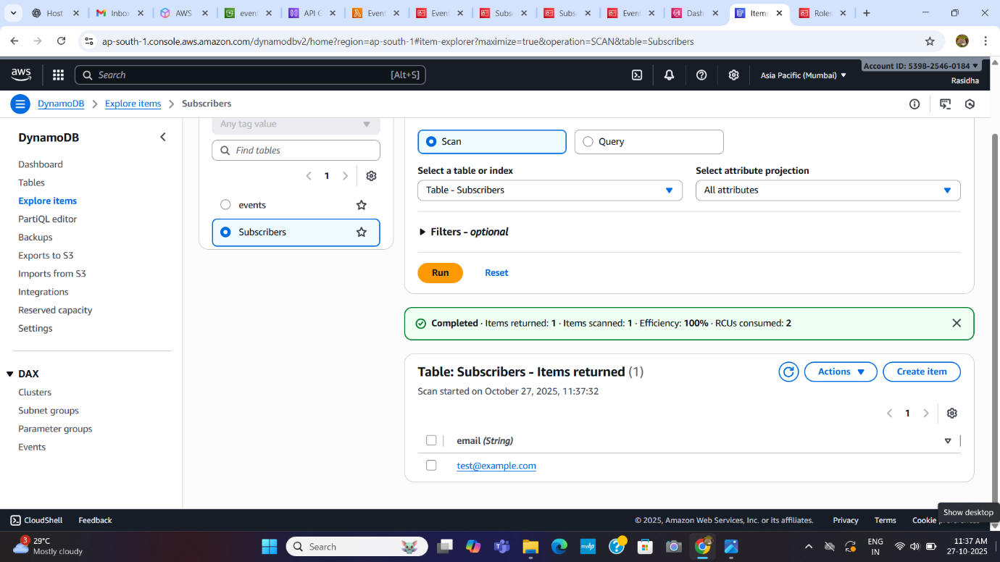 Host
Inbox
AWS
event
API G
Event
Event
Subs
Subs
Event
Dash
Items
Roles
ap-south-1.console.aws.amazon.com/dynamodbv2/home?region=ap-south-1#item-explorer?maximize=true&operation=SCAN&table=Subscribers
aws
Search [Alt+S]
Asia Pacific (Mumbai)
Account ID: 5398-2546-0184
Rasidha
DynamoDB
Explore items
Subscribers
DynamoDB
Dashboard
Tables
Explore items
PartiQL editor
Backups
Exports to S3
Imports from S3
Integrations
Reserved capacity
Settings
DAX
Clusters
Subnet groups
Parameter groups
Events
Any tag value
Find tables
1
events
Subscribers
Scan
Query
Select a table or index
Table - Subscribers
Select attribute projection
All attributes
Filters - optional
Run
Reset
Completed · Items returned: 1 · Items scanned: 1 · Efficiency: 100% · RCUs consumed: 2
Table: Subscribers - Items returned (1)
Scan started on October 27, 2025, 11:37:32
Actions
Create item
1
email (String)
test@example.com
Show desktop
CloudShell
Feedback
© 2025, Amazon Web Services, Inc. or its affiliates.
Privacy
Terms
Cookie
3
29°C
Mostly cloudy
Search
ENG
IN
11:37 AM
27-10-2025